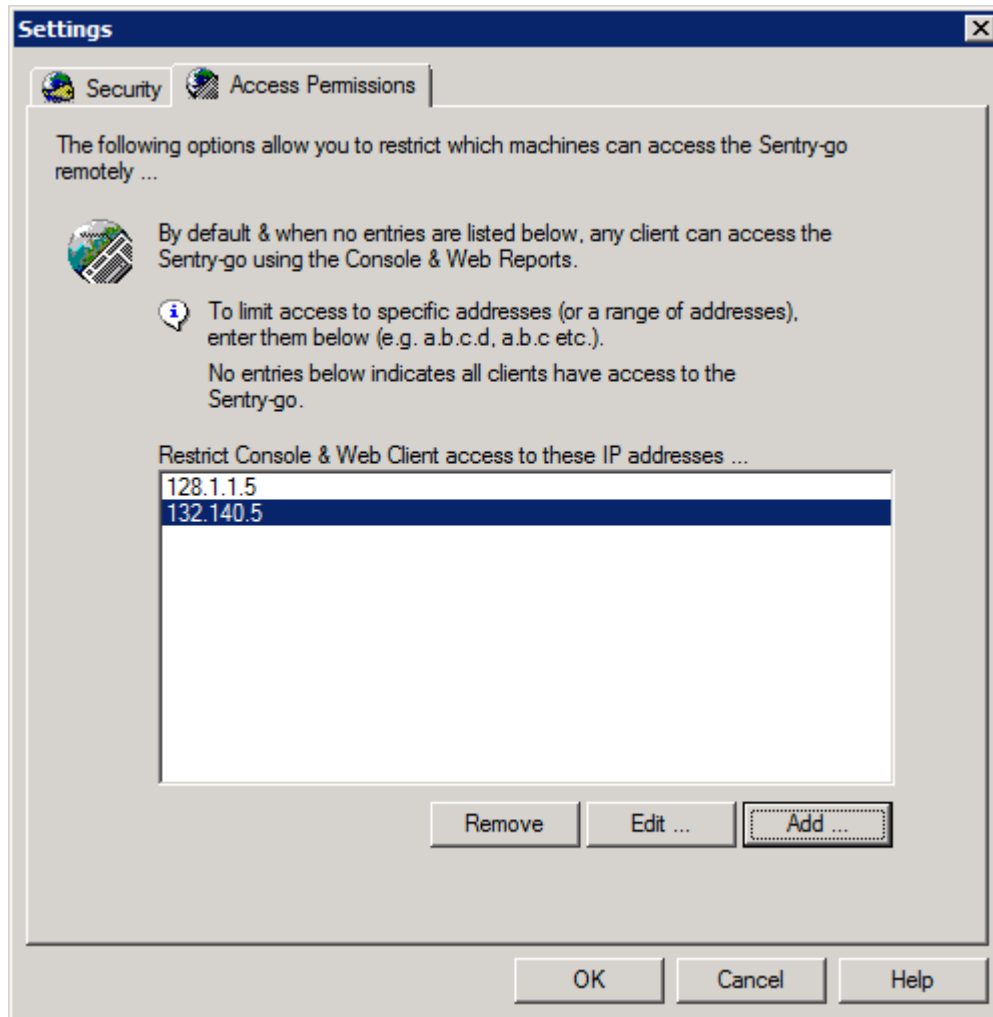 Settings
Security
Access Permissions
The following options allow you to restrict which machines can access the Sentry-go
remotely ...
By default & when no entries are listed below, any client can access the
Sentry-go using the Console & Web Reports.
To limit access to specific addresses (or a range of addresses),
enter them below (e.g. a.b.c.d, a.b.c etc.).
No entries below indicates all clients have access to the
Sentry-go.
Restrict Console & Web Client access to these IP addresses ...
128.1.1.5
132.140.5
Remove
Edit ...
Add ...
OK
Cancel
Help